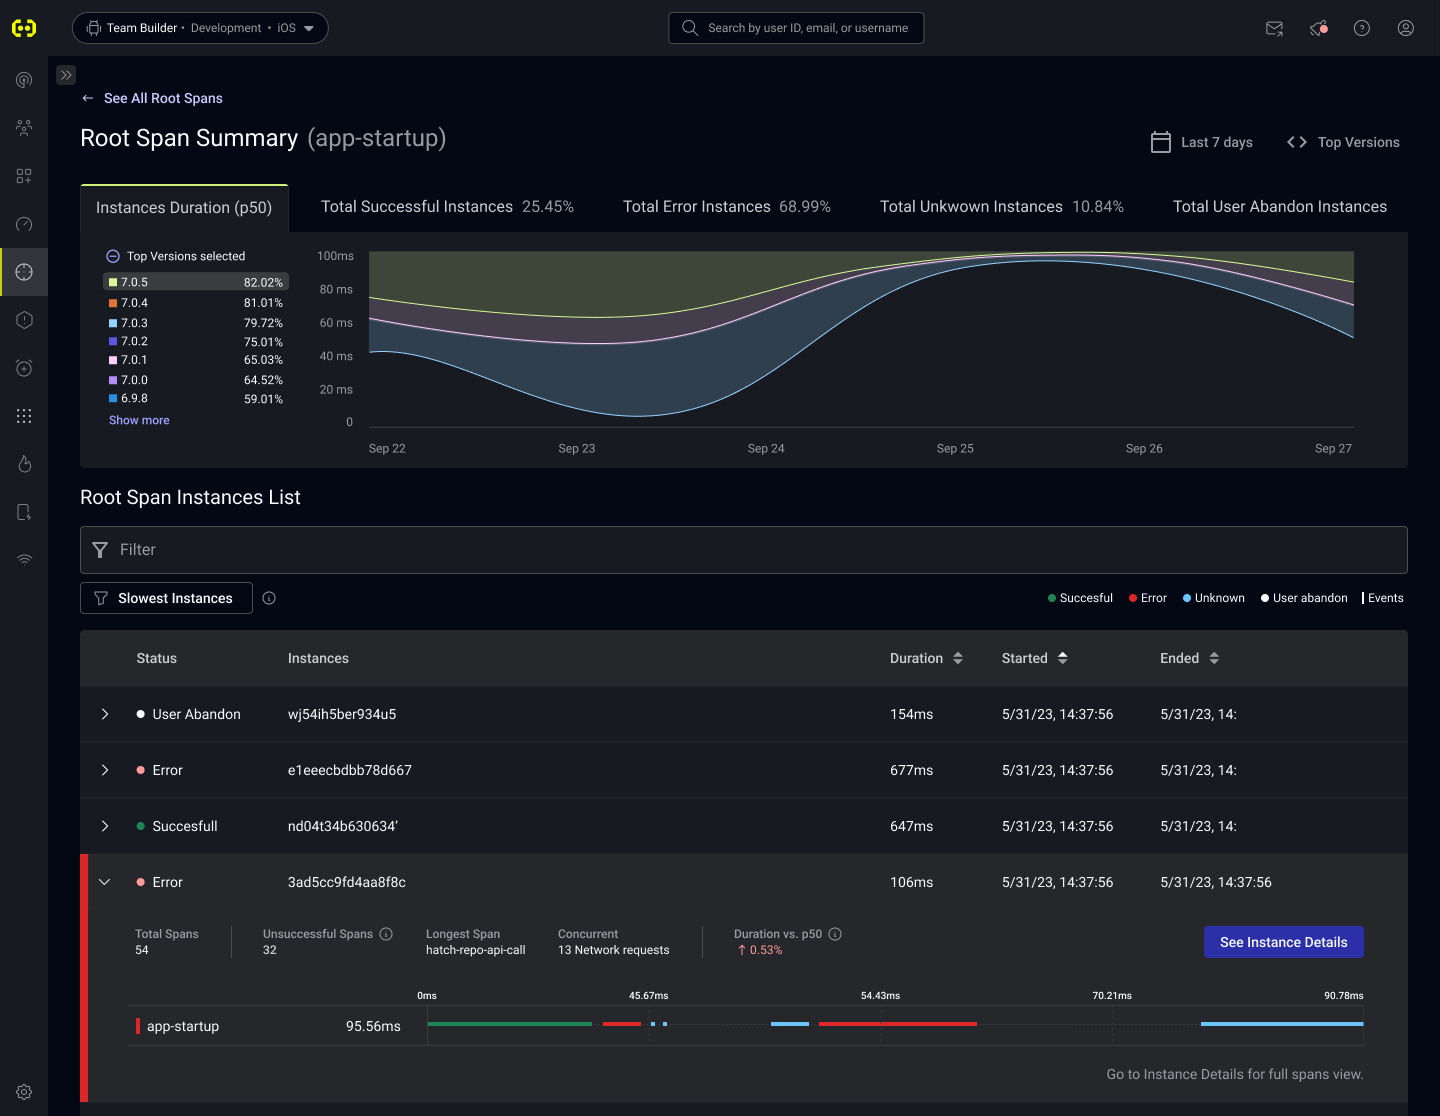 Team Builder · Development · iOS
Search by user ID, email, or username
See All Root Spans
Root Span Summary (app-startup)
Last 7 days
Top Versions
Instances Duration (p50)
Total Successful Instances 25.45%
Total Error Instances 68.99%
Total Unkwown Instances 10.84%
Total User Abandon Instances
Top Versions selected
7.0.5 82.02%
7.0.4 81.01%
7.0.3 79.72%
7.0.2 75.01%
7.0.1 65.03%
7.0.0 64.52%
6.9.8 59.01%
Show more
100ms
80 ms
60 ms
40 ms
20 ms
0
Sep 22 Sep 23 Sep 24 Sep 25 Sep 26 Sep 27
Root Span Instances List
Filter
Slowest Instances
Succesful Error Unknown User abandon Events
Status Instances Duration Started Ended
User Abandon wj54ih5ber934u5 154ms 5/31/23, 14:37:56 5/31/23, 14:
Error e1eeecbdbb78d667 677ms 5/31/23, 14:37:56 5/31/23, 14:
Succesfull nd04t34b630634’ 647ms 5/31/23, 14:37:56 5/31/23, 14:
Error 3ad5cc9fd4aa8f8c 106ms 5/31/23, 14:37:56 5/31/23, 14:37:56
Total Spans Unsuccessful Spans Longest Span Concurrent Duration vs. p50
54 32 hatch-repo-api-call 13 Network requests ↑ 0.53%
See Instance Details
0ms 45.67ms 54.43ms 70.21ms 90.78ms
app-startup 95.56ms
Go to Instance Details for full spans view.